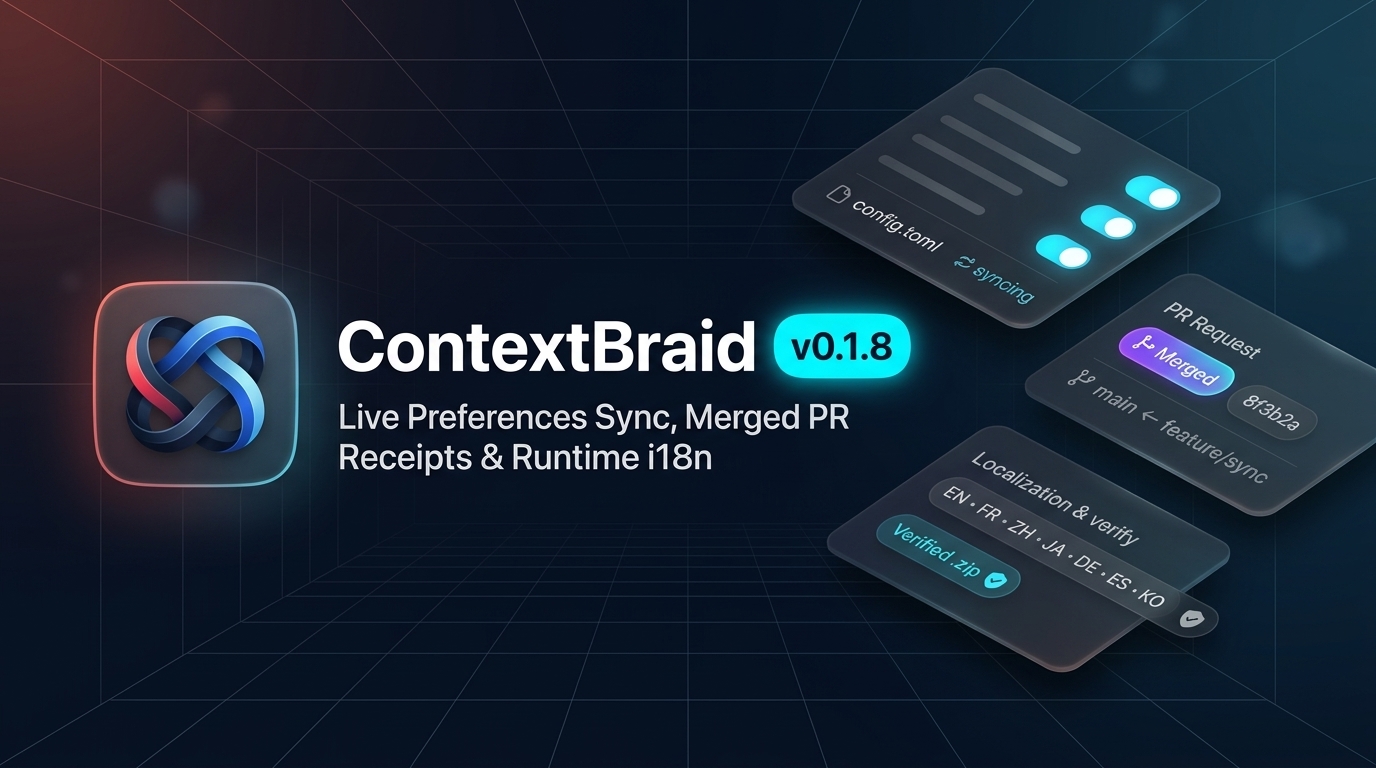 ContextBraid v0.1.8
Live Preferences Sync, Merged PR
Receipts & Runtime i18n
config.toml
syncing
PR Request
Merged 8f3b2a
main ← feature/sync
Localization & verify
EN • FR • ZH • JA • DE • ES • KO
Verified .zip